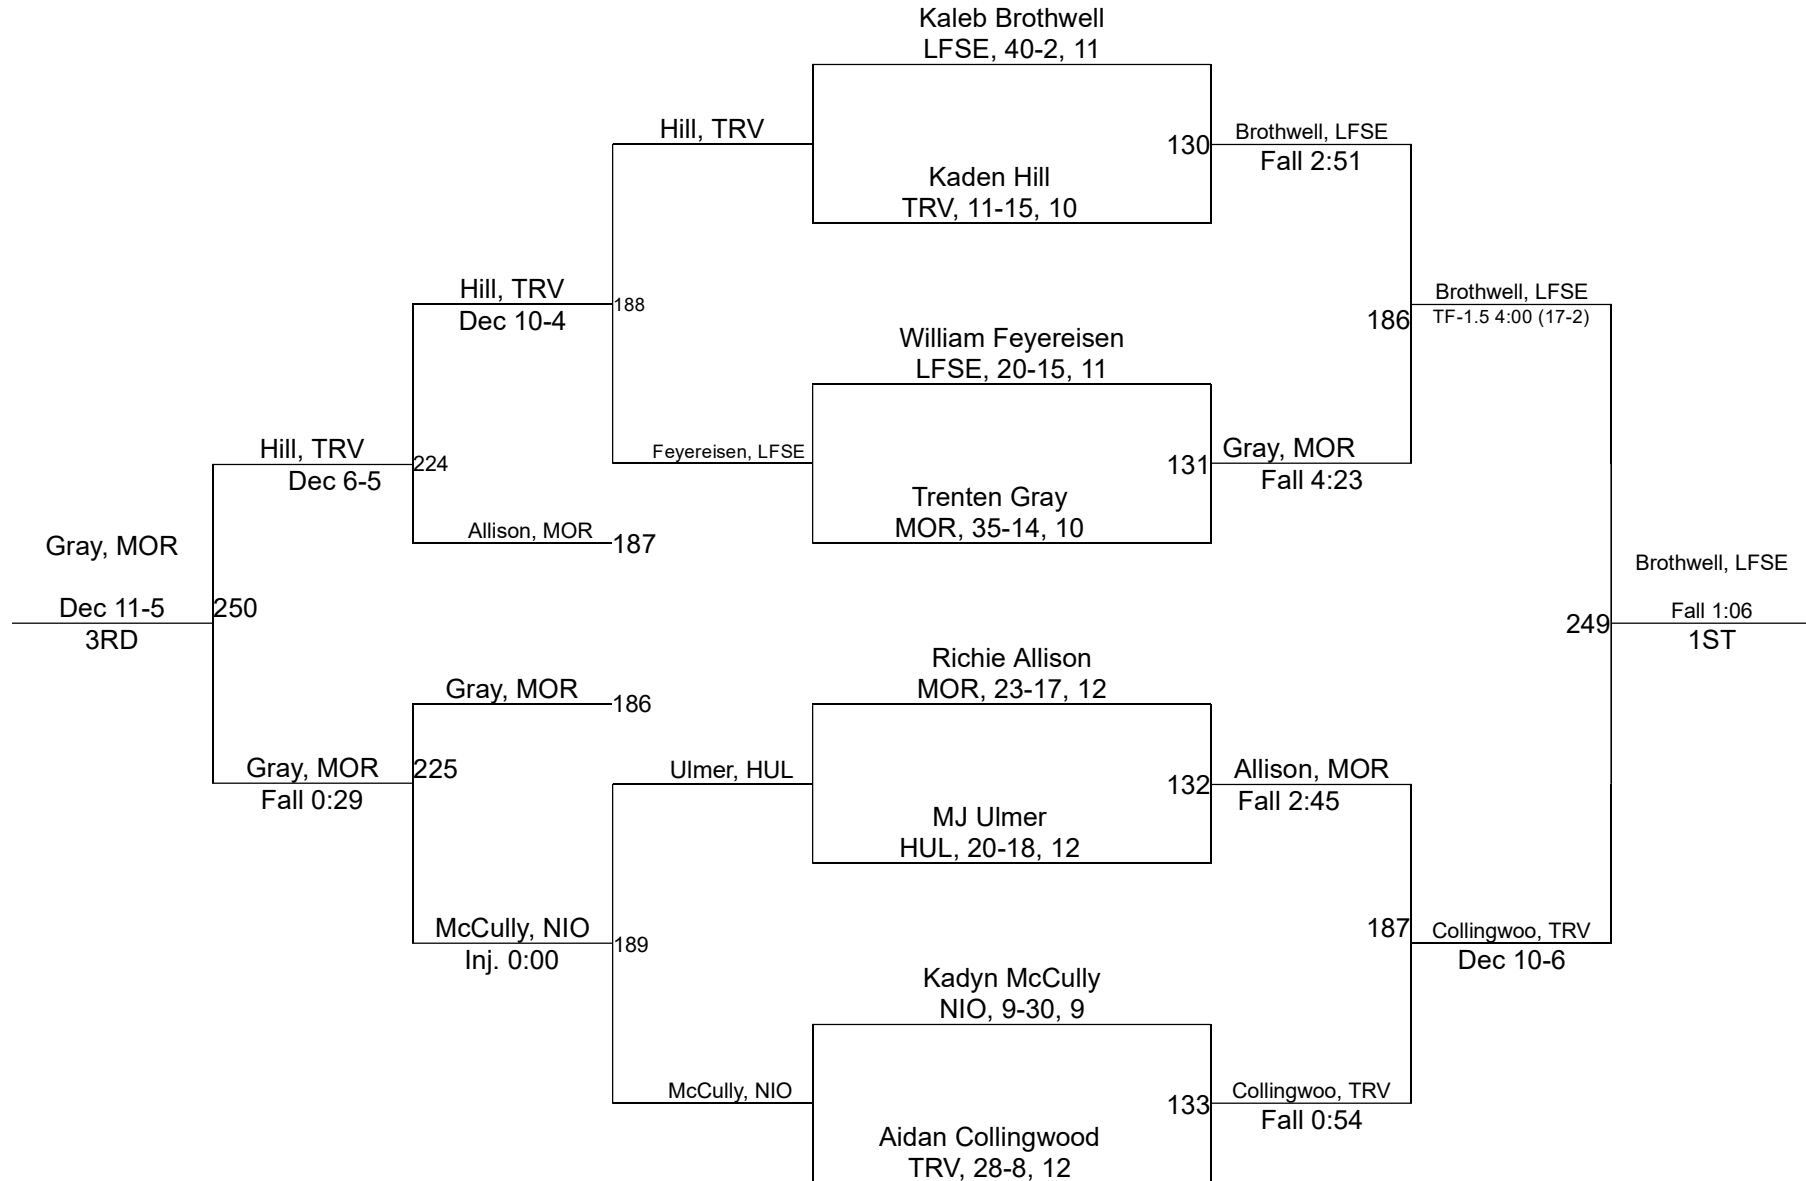 Kaleb Brothwell
LFSE, 40-2, 11
Hill, TRV
130
Brothwell, LFSE
Fall 2:51
Kaden Hill
TRV, 11-15, 10
Hill, TRV
Dec 10-4
188
Brothwell, LFSE
TF-1.5 4:00 (17-2)
186
William Feyereisen
LFSE, 20-15, 11
Hill, TRV
Dec 6-5
224
Feyereisen, LFSE
131
Gray, MOR
Fall 4:23
Trenten Gray
MOR, 35-14, 10
Allison, MOR
187
Gray, MOR
Dec 11-5
3RD
250
Brothwell, LFSE
Fall 1:06
1ST
249
Richie Allison
MOR, 23-17, 12
Gray, MOR
186
Gray, MOR
Fall 0:29
225
Ulmer, HUL
132
Allison, MOR
Fall 2:45
MJ Ulmer
HUL, 20-18, 12
McCully, NIO
Inj. 0:00
189
187
Collingwoo, TRV
Dec 10-6
Kadyn McCully
NIO, 9-30, 9
McCully, NIO
133
Collingwoo, TRV
Fall 0:54
Aidan Collingwood
TRV, 28-8, 12